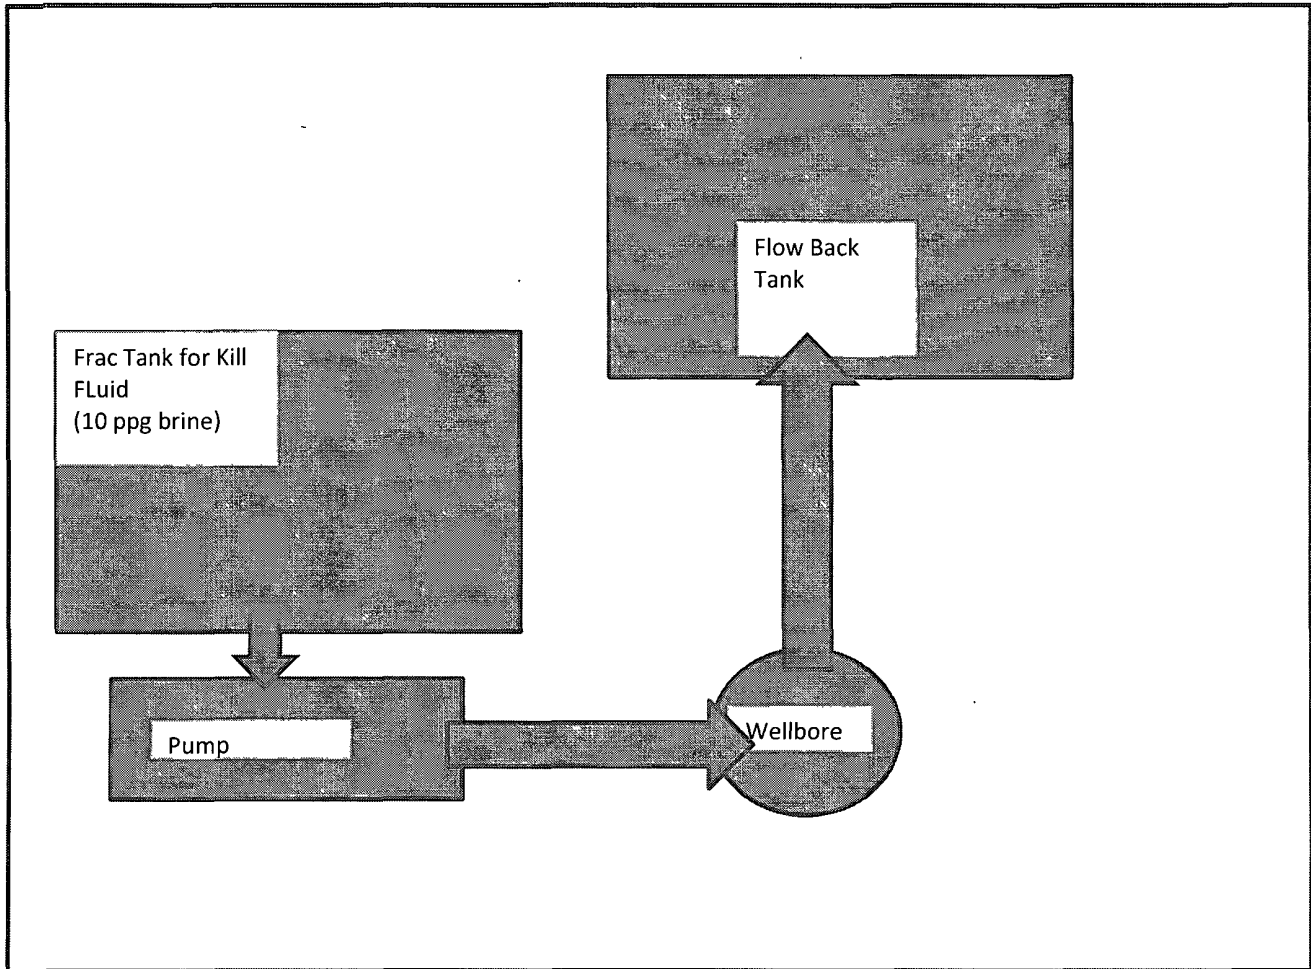 Flow Back
Tank
Frac Tank for Kill
FLuid
(10 ppg brine)
Pump
Wellbore